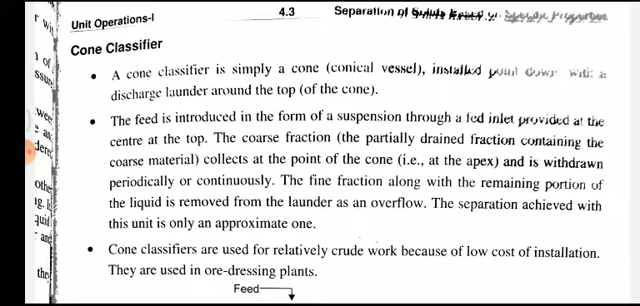 Unit Operations-I 4.3 Separation of
Cone Classifier
• A cone classifier is simply a cone (conical vessel), installed point down with a
discharge launder around the top (of the cone).
• The feed is introduced in the form of a suspension through a fed inlet provided at the
centre at the top. The coarse fraction (the partially drained fraction containing the
coarse material) collects at the point of the cone (i.e., at the apex) and is withdrawn
periodically or continuously. The fine fraction along with the remaining portion of
the liquid is removed from the launder as an overflow. The separation achieved with
this unit is only an approximate one.
• Cone classifiers are used for relatively crude work because of low cost of installation.
They are used in ore-dressing plants.
Feed